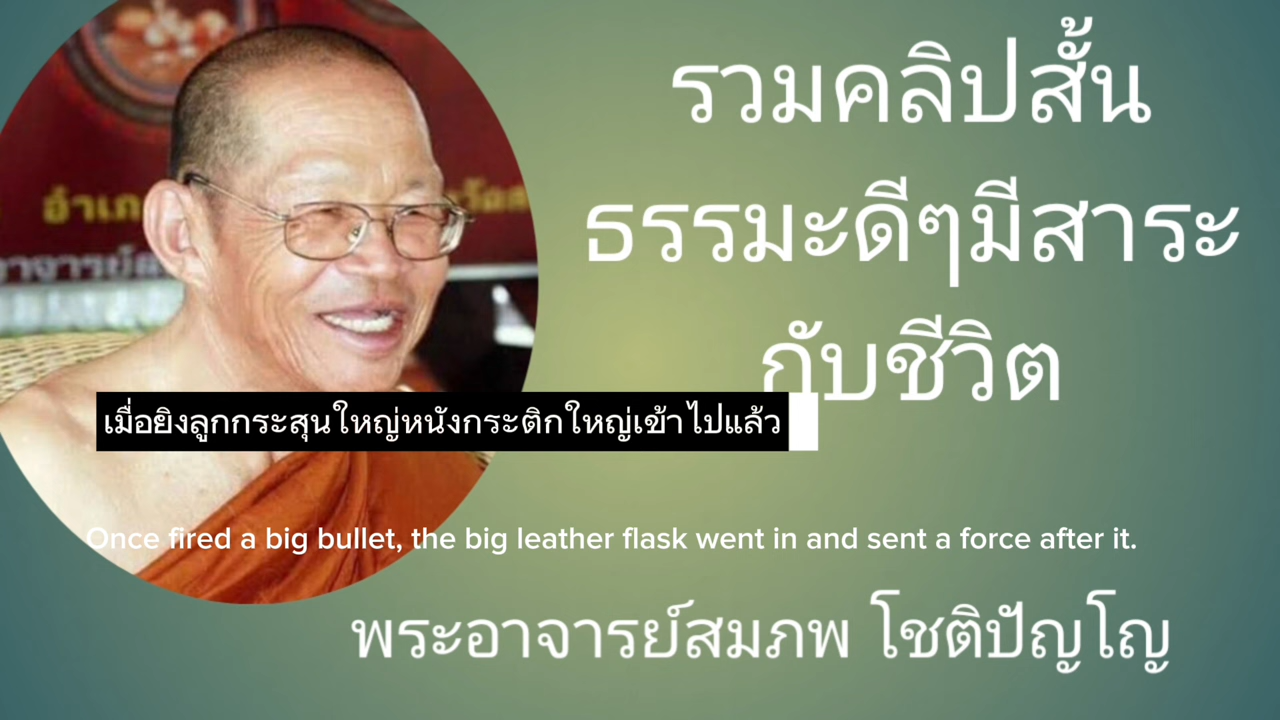 รวมคลิปสั้น
ธรรมะดีๆมีสาระ
กับชีวิต
อำเภ
เมื่อยิงลูกกระสุนใหญ่หนังกระติกใหญ่เข้าไปแล้ว
Once fired a big bullet, the big leather flask went in and sent a force after it.
พระอาจารย์สมภพ โชติปัญโญ